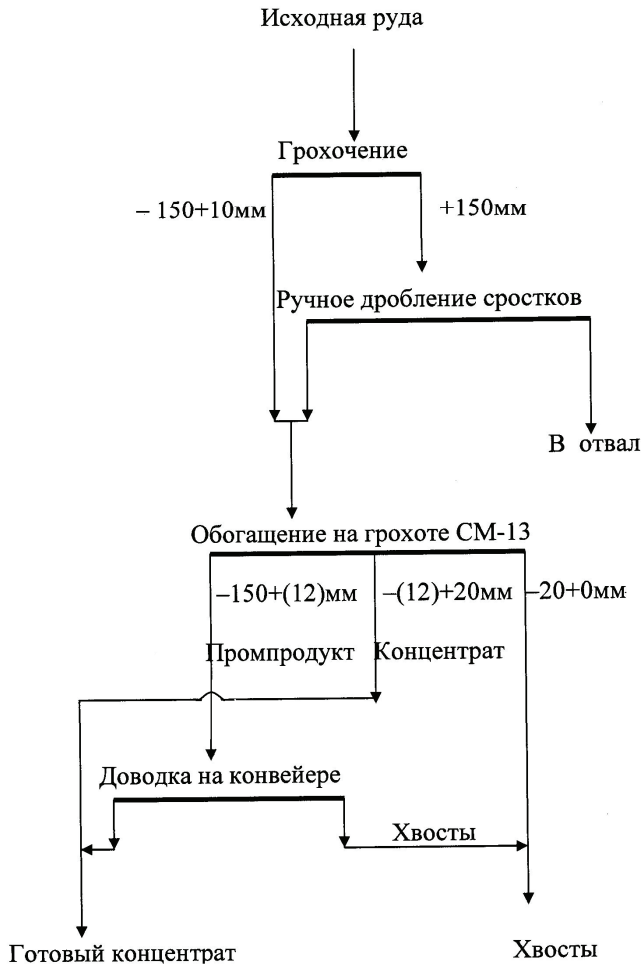 Исходная руда
Грохочение
– 150+10мм
+150мм
Ручное дробление сростков
В отвал
Обогащение на грохоте СМ-13
–150+(12)мм
–(12)+20мм
–20+0мм
Промпродукт
Концентрат
Доводка на конвейере
Хвосты
Готовый концентрат
Хвосты